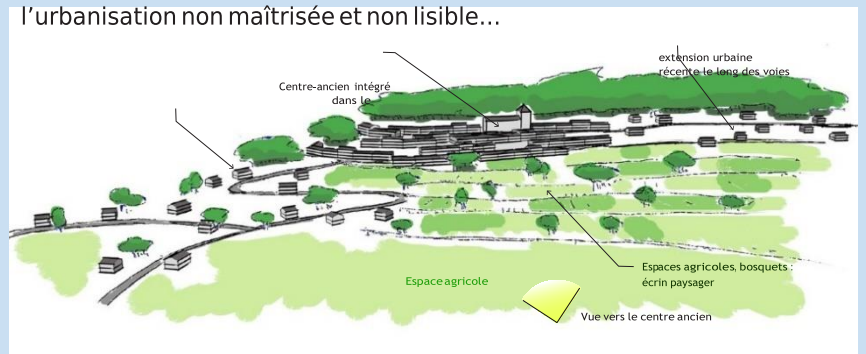 l’urbanisation non maîtrisée et non lisible…
extension urbaine
récente le long des voies
Centre-ancien intégré
dans le
Espaces agricoles, bosquets :
écrin paysager
Espace agricole
Vue vers le centre ancien